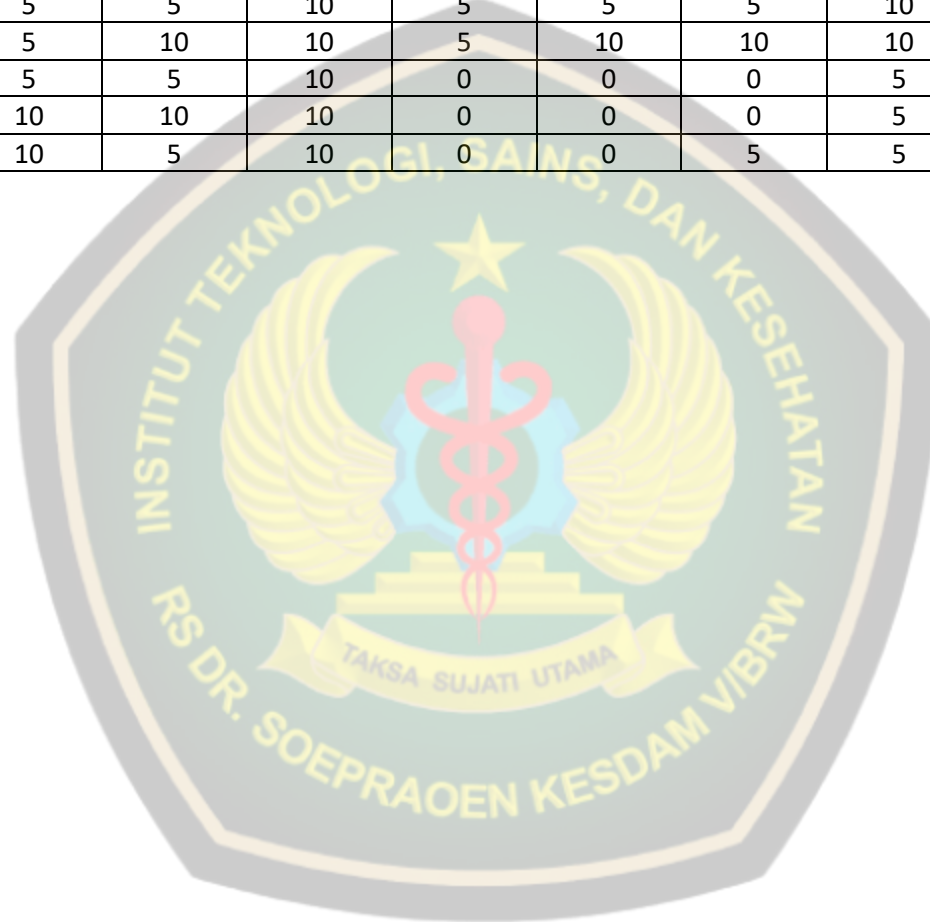 5 5 10 5 5 5 10
5 10 10 5 10 10 10
5 5 10 0 0 0 5
10 10 10 0 0 0 5
10 5 10 0 0 5 5
INSTITUT TEKNOLOGI, SAINS, DAN KESEHATAN
TAKSA SUJATI UTAMA
RS DR. SOEPRAOEN KESDAM V/BRW